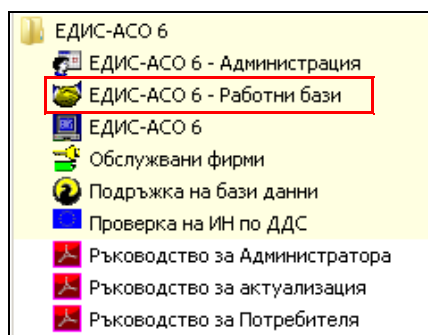 ЕДИС-АСО 6
ЕДИС-АСО 6 - Администрация
ЕДИС-АСО 6 - Работни бази
ЕДИС-АСО 6
Обслужвани фирми
Подръжка на бази данни
Проверка на ИН по ДДС
Ръководство за Администратора
Ръководство за актуализация
Ръководство за Потребителя